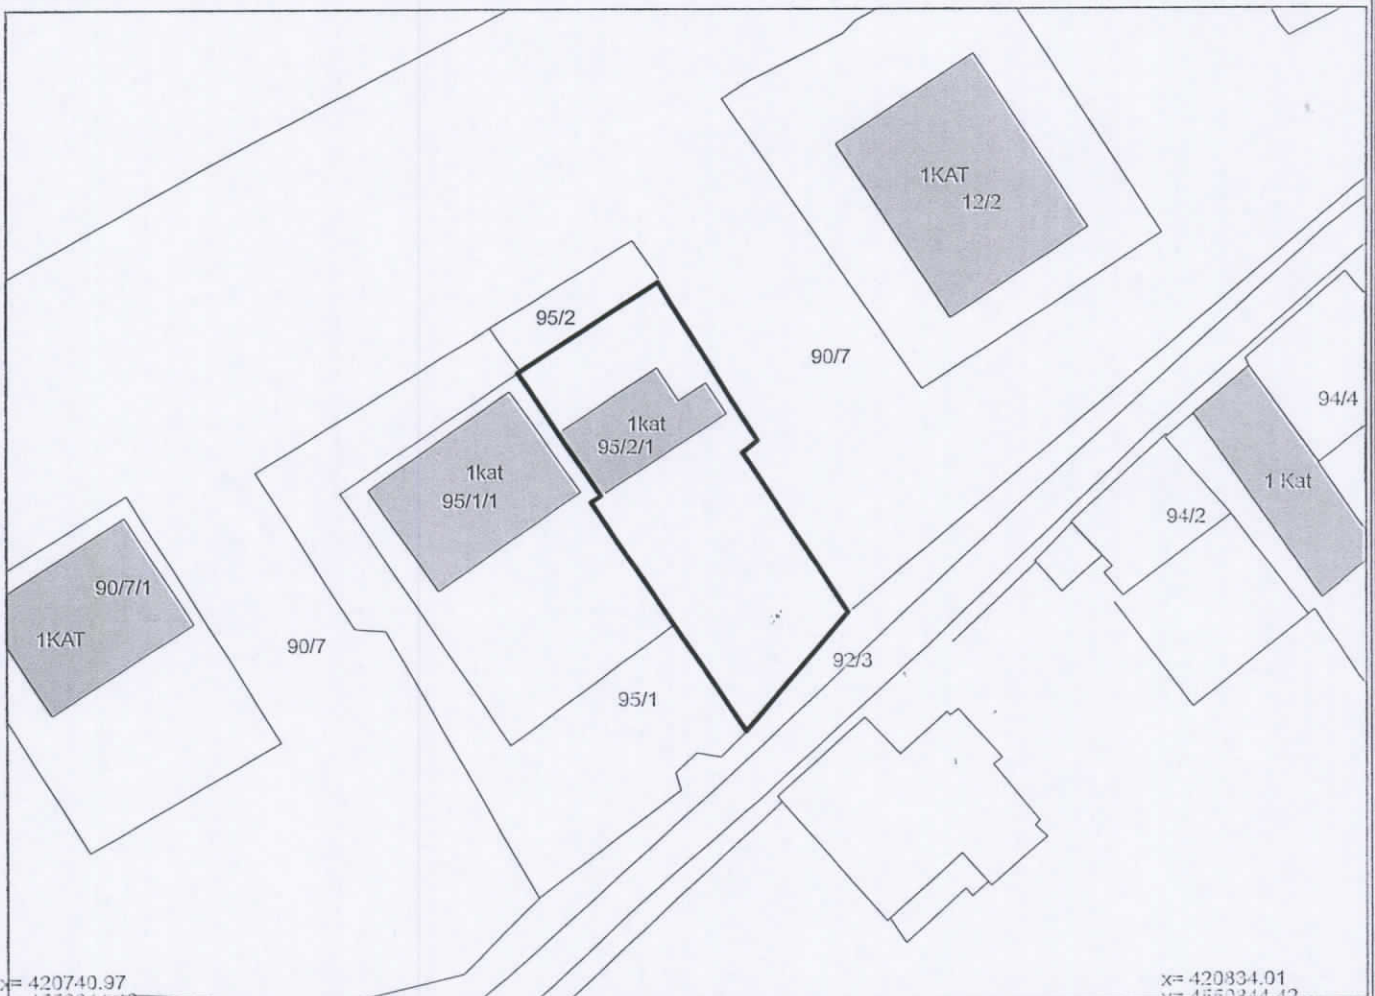 1KAT
12/2
95/2
90/7
94/4
1kat
95/2/1
1kat
95/1/1
1 Kat
94/2
90/7/1
1KAT
90/7
92/3
95/1
x= 420740.97
x= 420834.01